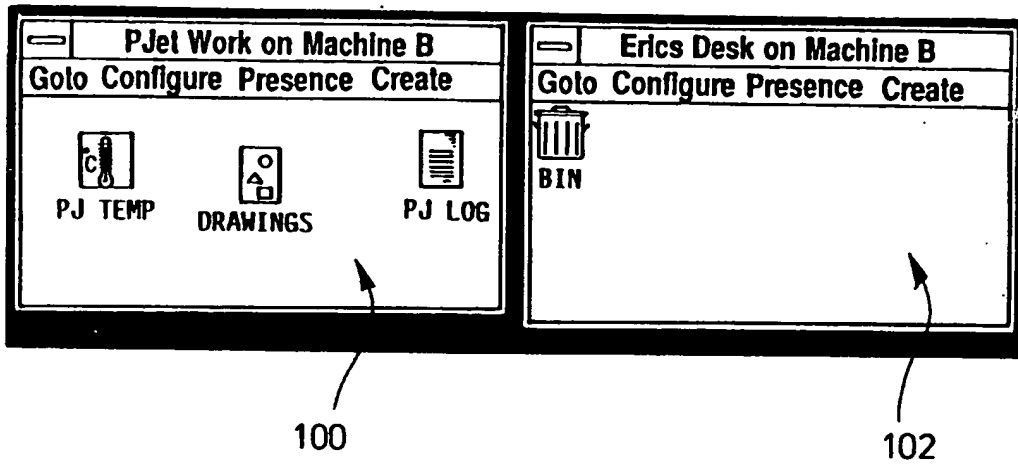 PJet Work on Machine B
Goto Configure Presence Create
C
PJ TEMP
DRAWINGS
PJ LOG
Erics Desk on Machine B
Goto Configure Presence Create
BIN
100
102